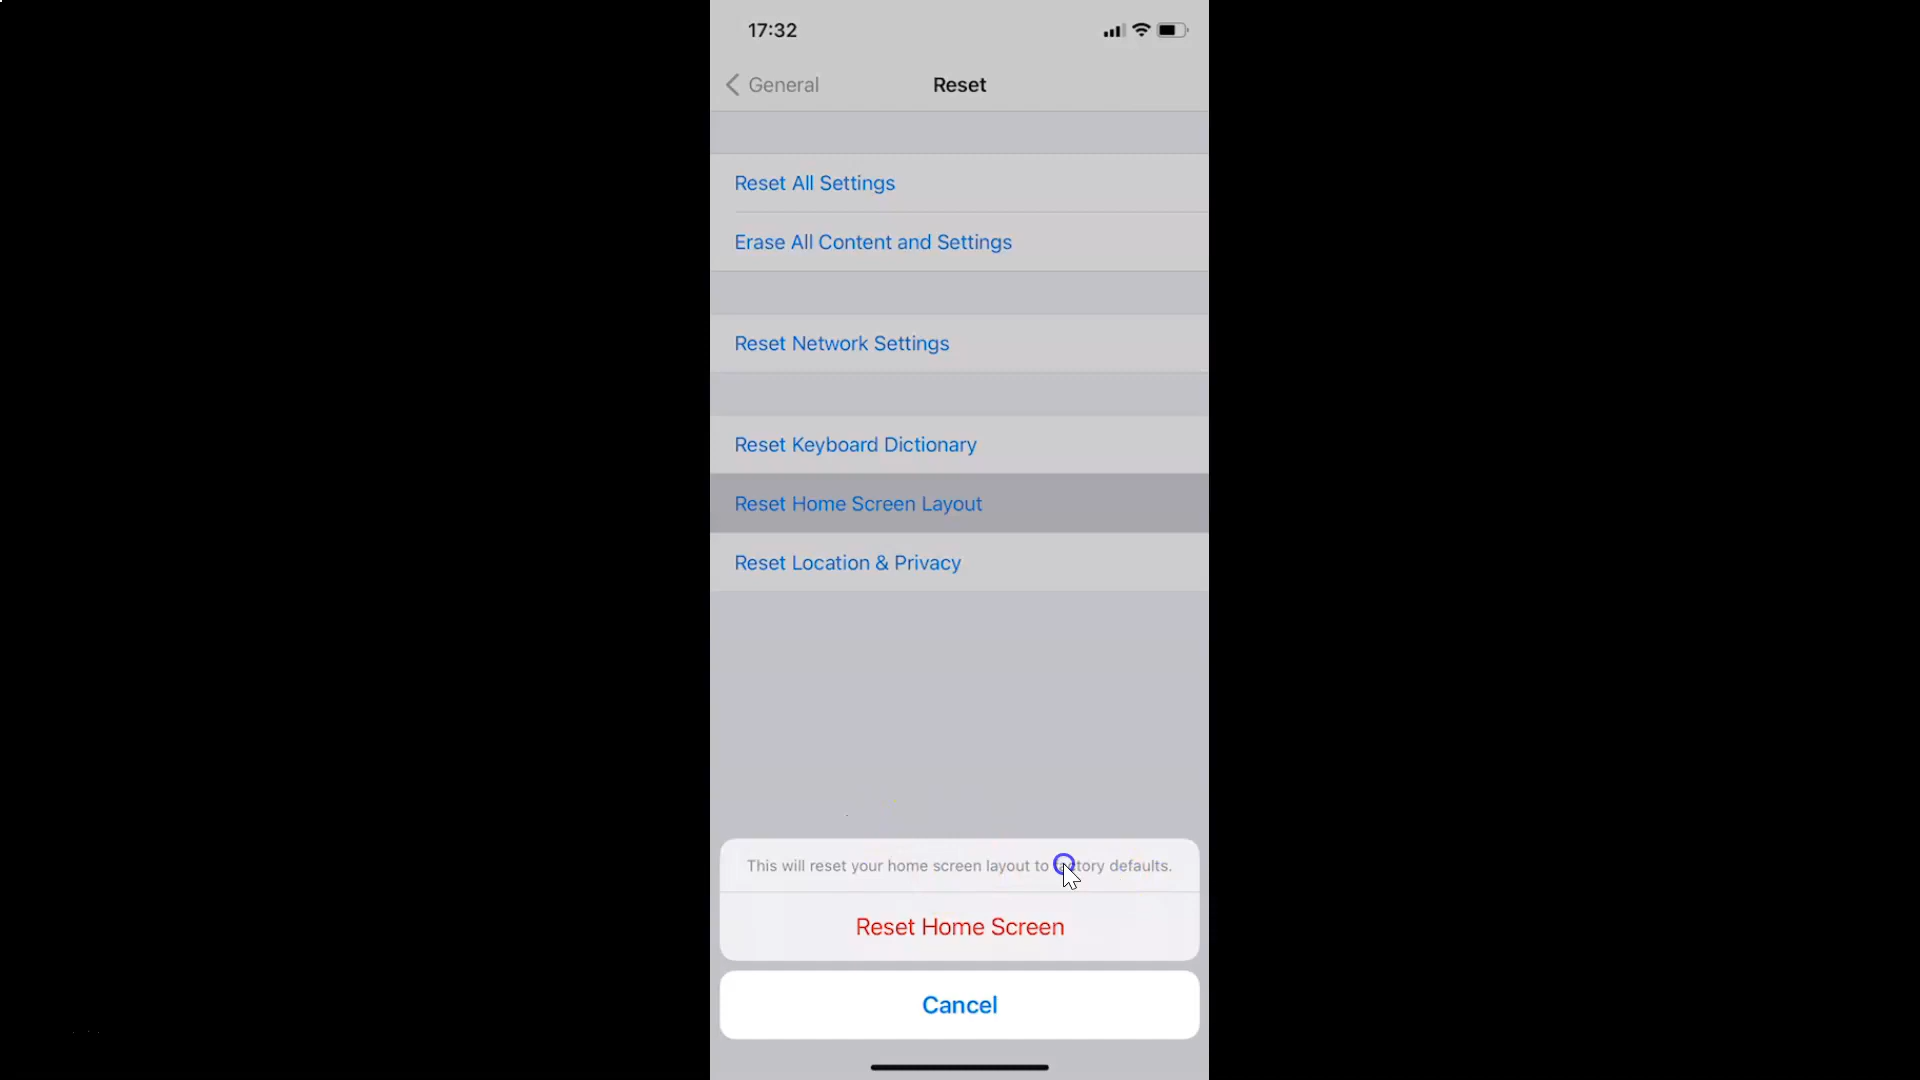 17:32
General
Reset
Reset All Settings
Erase All Content and Settings
Reset Network Settings
Reset Keyboard Dictionary
Reset Home Screen Layout
Reset Location & Privacy
This will reset your home screen layout to factory defaults.
Reset Home Screen
Cancel